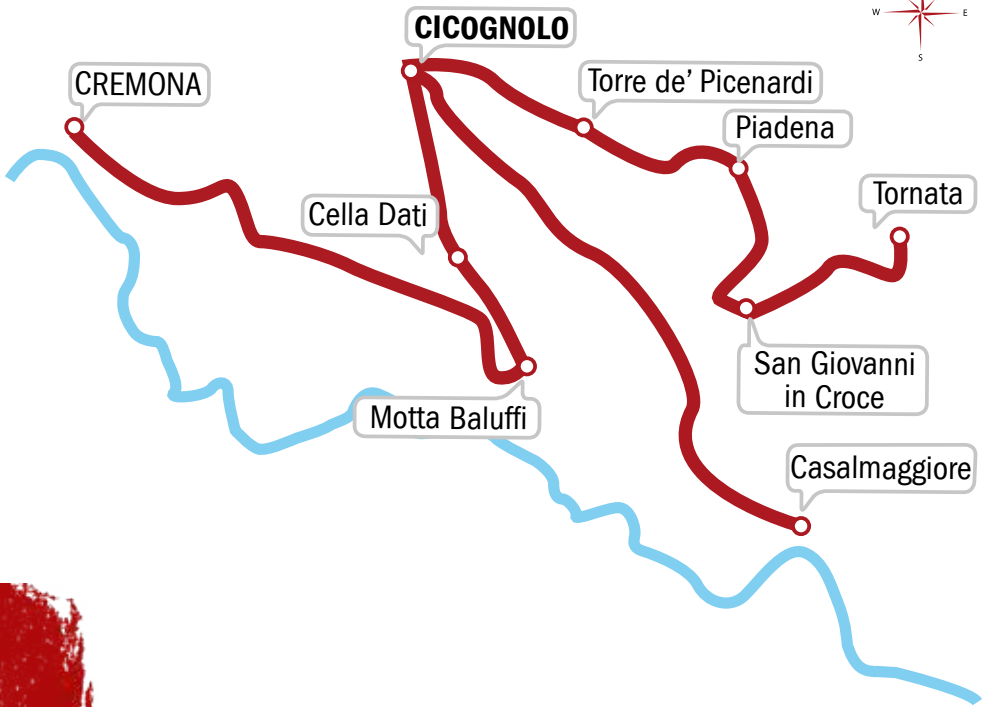 CICOGNOLO
W
E
S
CREMONA
Torre de’ Picenardi
Piadena
Tornata
Cella Dati
San Giovanni
in Croce
Motta Baluffi
Casalmaggiore